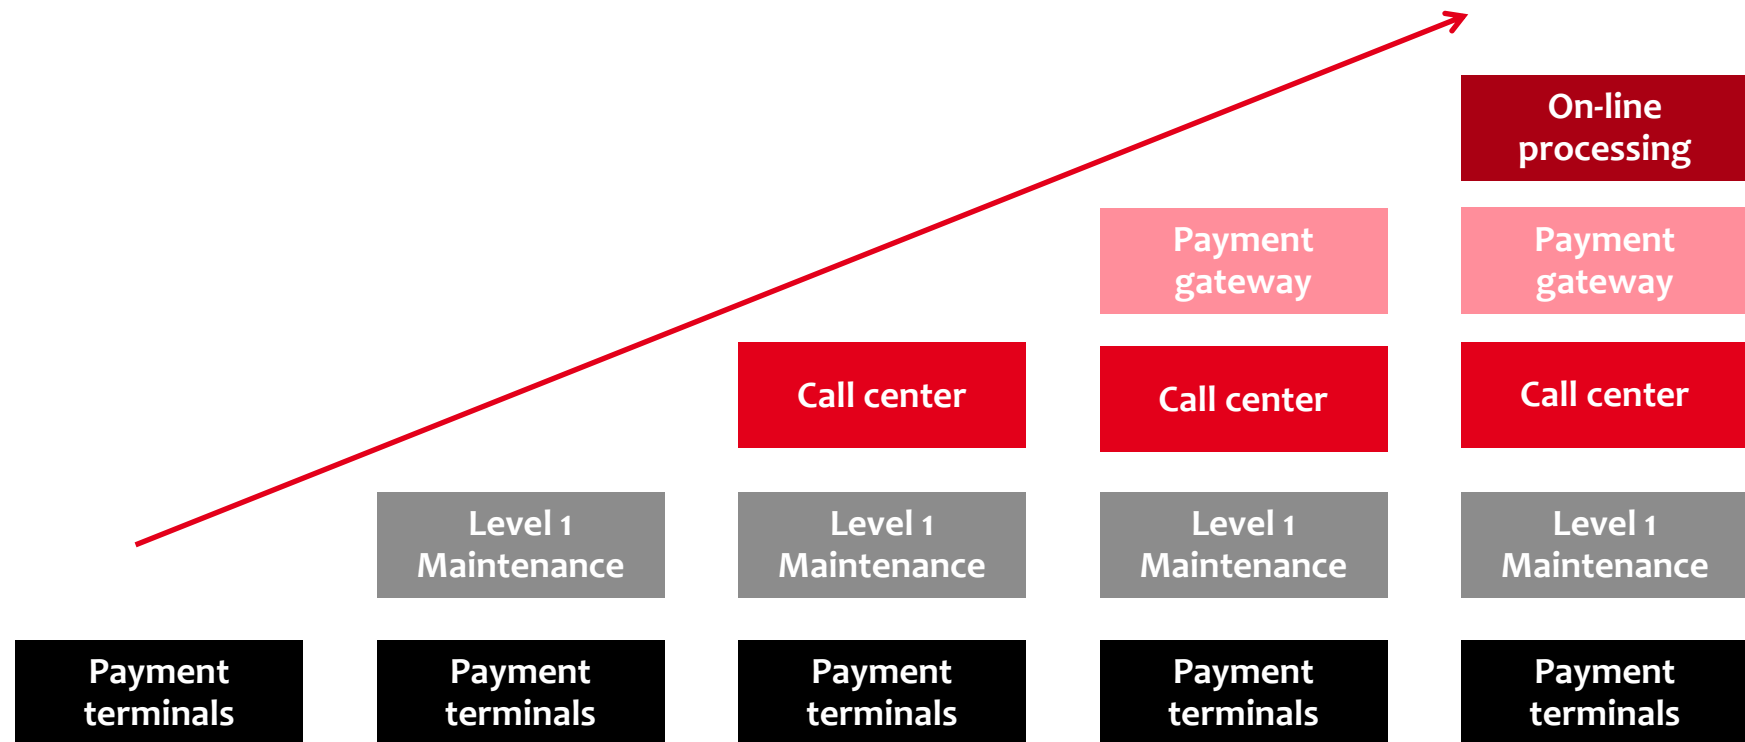 On-line
processing
Payment
gateway
Payment
gateway
Call center
Call center
Call center
Level 1
Maintenance
Level 1
Maintenance
Level 1
Maintenance
Level 1
Maintenance
Payment
terminals
Payment
terminals
Payment
terminals
Payment
terminals
Payment
terminals